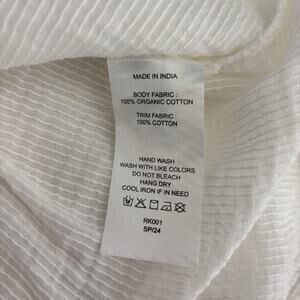 MADE IN INDIA
BODY FABRIC :
100% ORGANIC COTTON
TRIM FABRIC
100% COTTON
HAND WASH
WASH WITH LIKE COLORS
DO NOT BLEACH
HANG DRY
COOL IRON IF IN NEED
RK001
SP/24